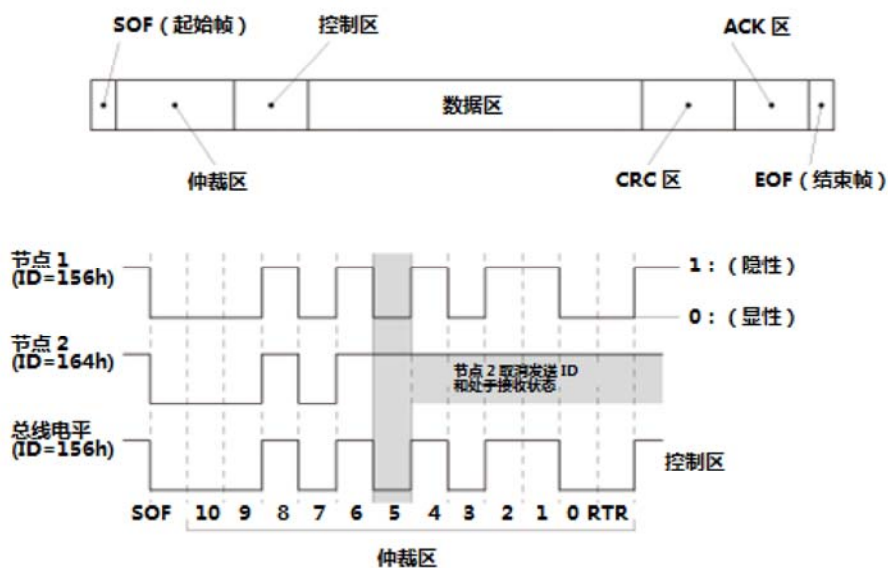 SOF（起始帧）
控制区
ACK 区
数据区
仲裁区
CRC 区
EOF（结束帧）
节点 1
(ID=156h)
1：（隐性）
0：（显性）
节点 2
(ID=164h)
节点 2 取消发送 ID
和处于接收状态
总线电平
(ID=156h)
控制区
SOF 10 9 8 7 6 5 4 3 2 1 0 RTR
仲裁区